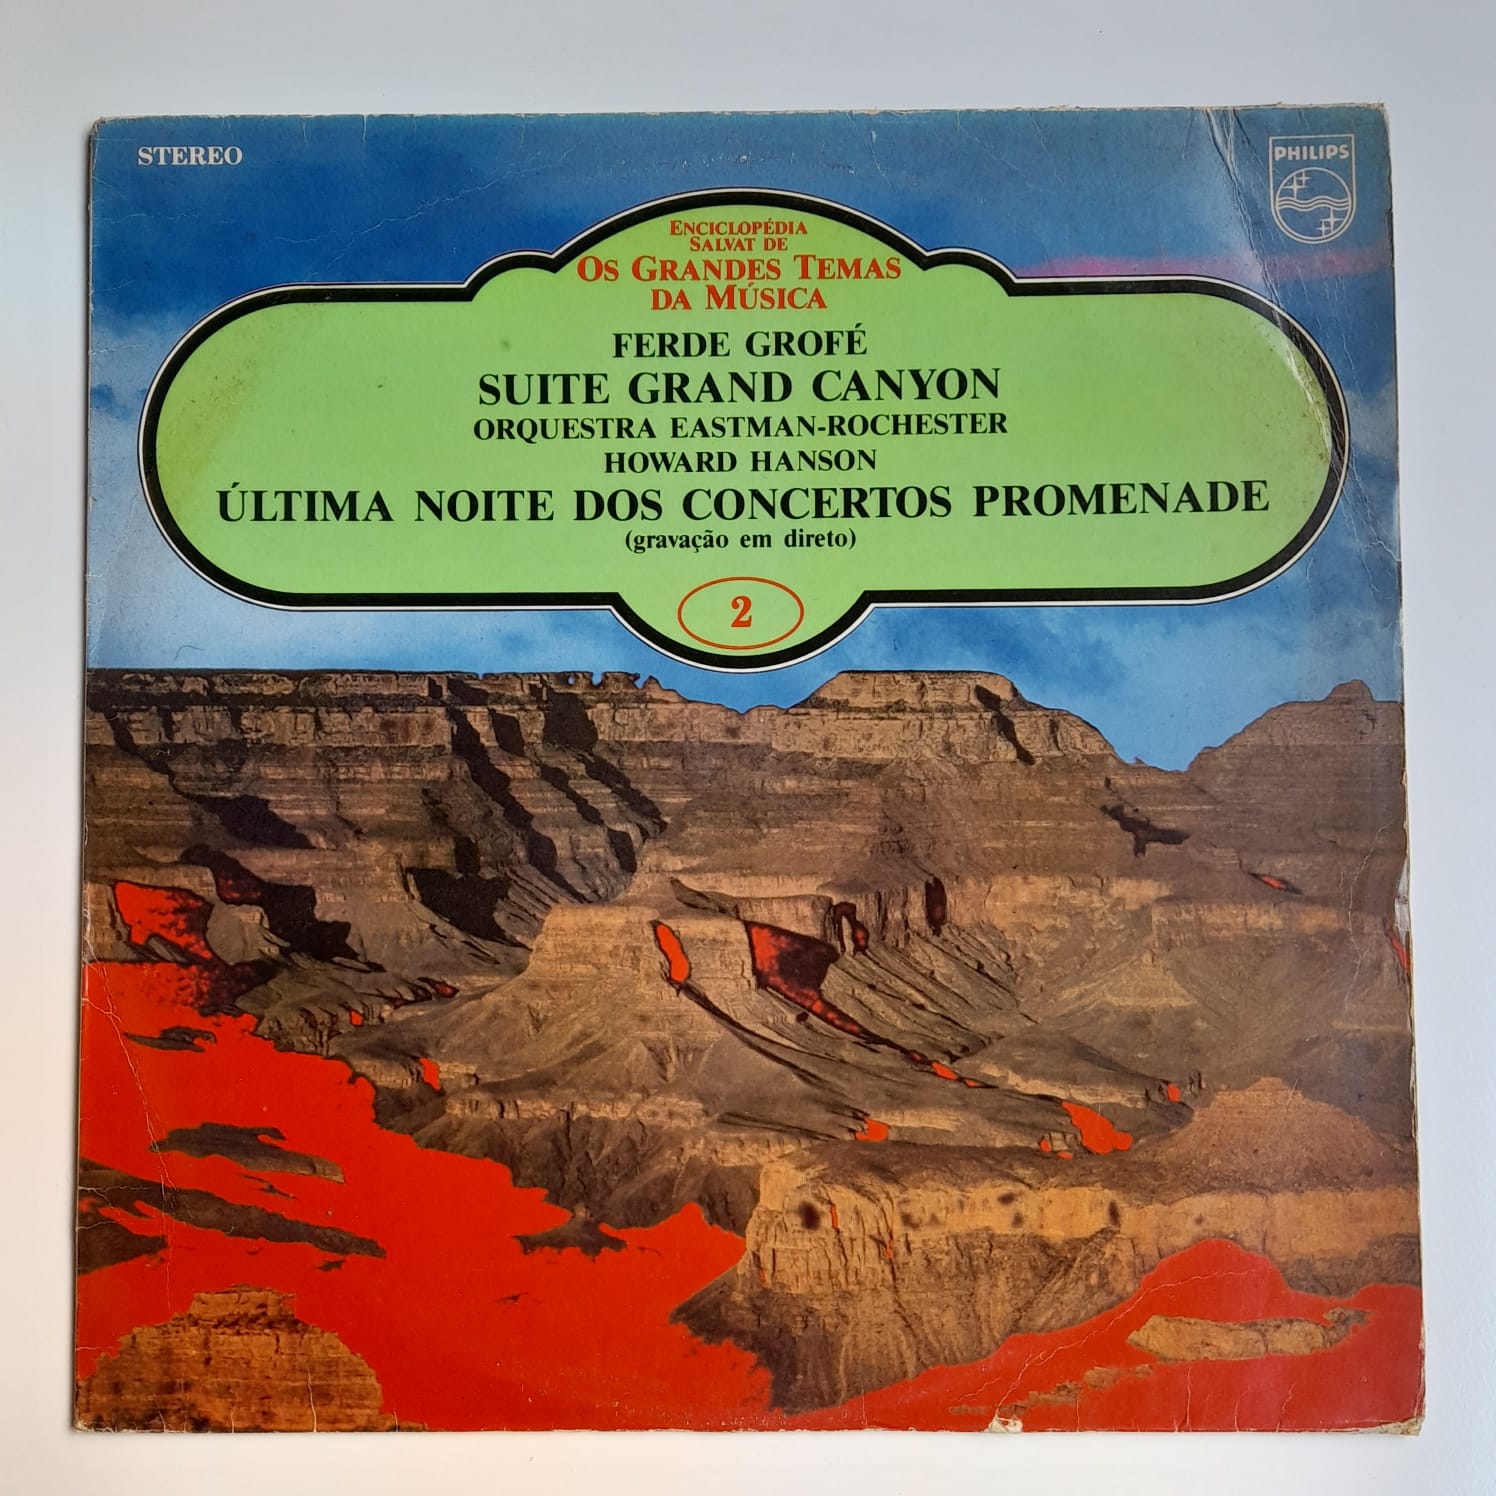 STEREO
PHILIPS
ENCICLOPÉDIA
SALVAT DE
OS GRANDES TEMAS
DA MÚSICA
FERDE GROFÉ
SUITE GRAND CANYON
ORQUESTRA EASTMAN-ROCHESTER
HOWARD HANSON
ÚLTIMA NOITE DOS CONCERTOS PROMENADE
(gravação em direto)
2